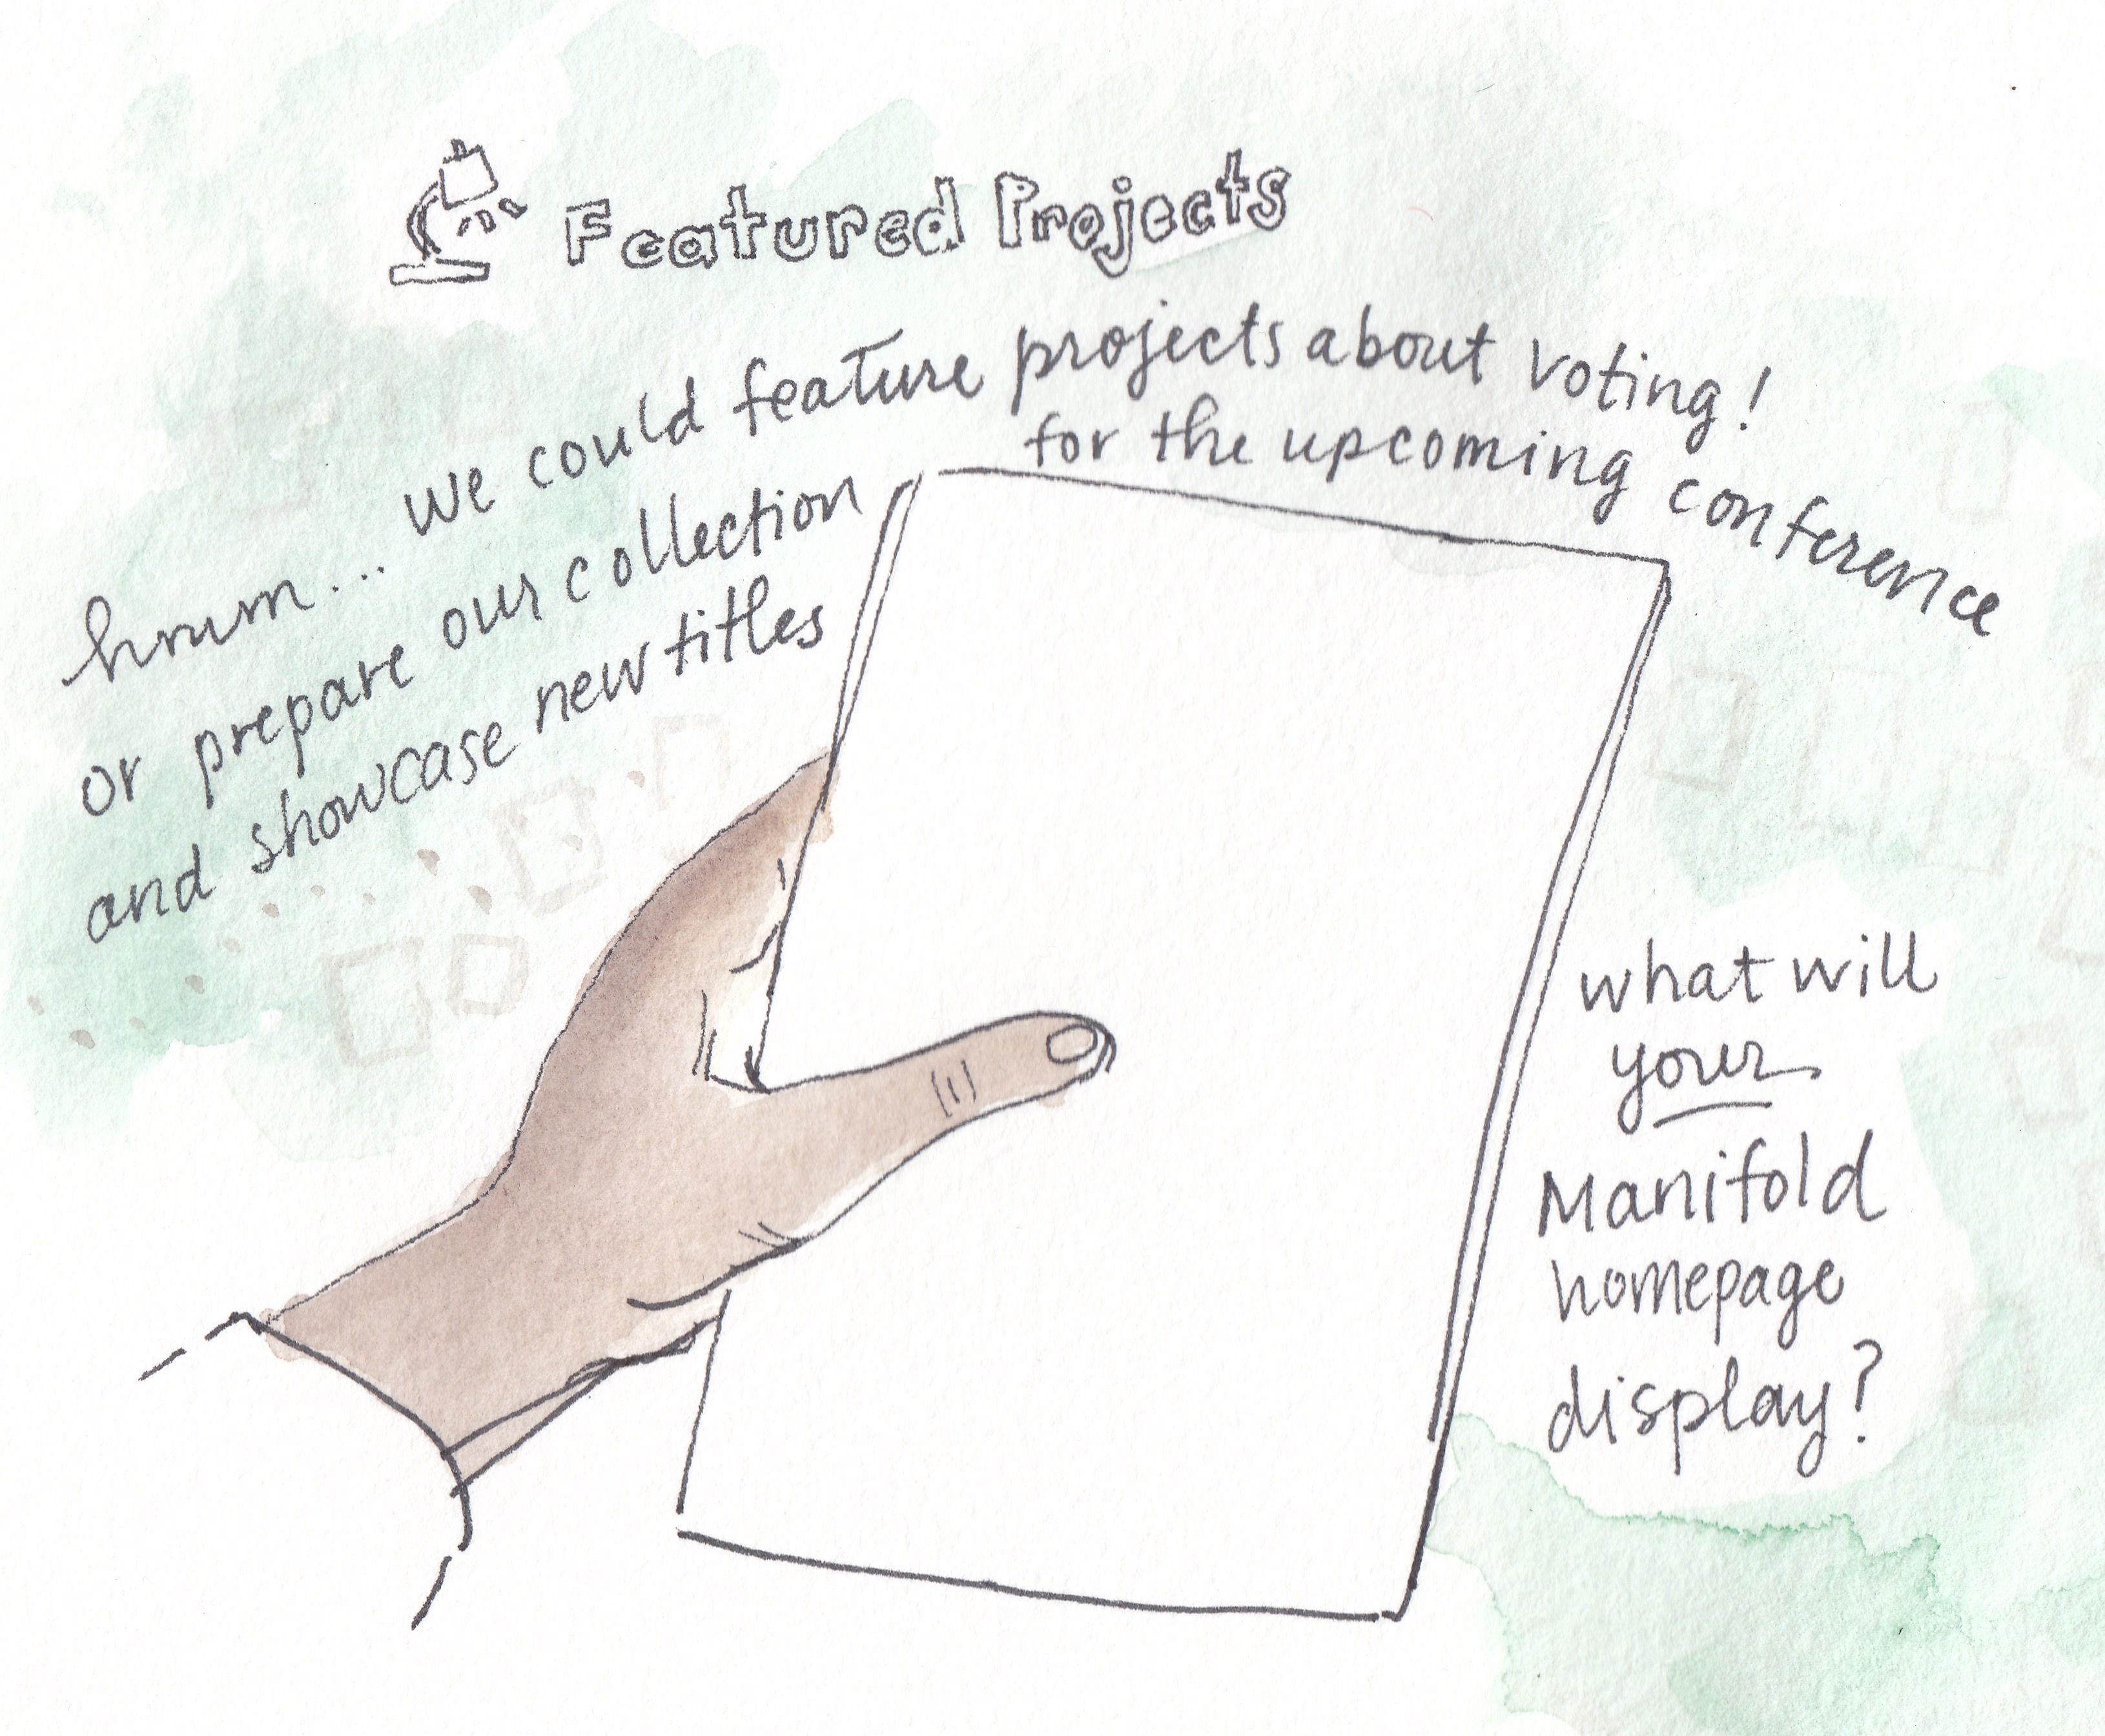 Featured Projects
hmm... we could feature projects about voting!
or prepare our collection for the upcoming conference
and showcase new titles
what will
your
Manifold
homepage
display?